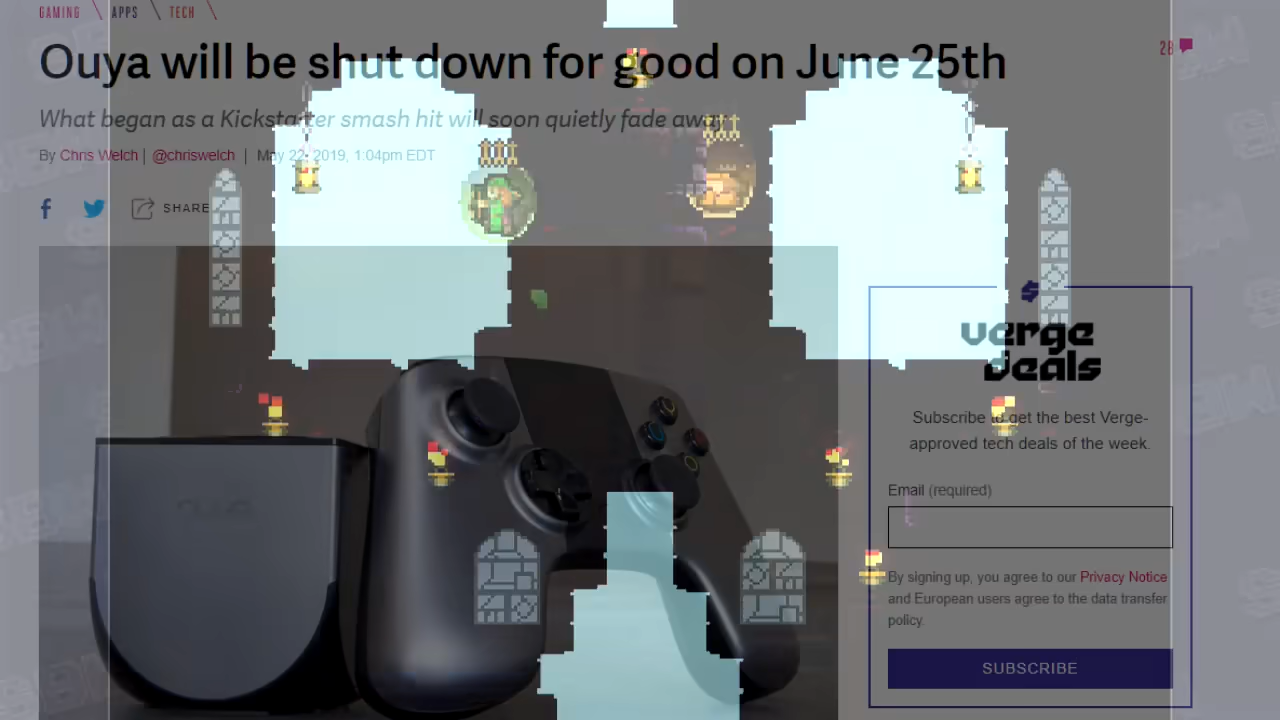 GAMING \ APPS \ TECH \
28
Ouya will be shut down for good on June 25th
What began as a Kickstarter smash hit will soon quietly fade away
By Chris Welch | @chriswelch | May 22, 2019, 1:04pm EDT
SHARE
verge
deals
Subscribe to get the best Verge-
approved tech deals of the week.
Email (required)
By signing up, you agree to our Privacy Notice
and European users agree to the data transfer
policy.
SUBSCRIBE
OUYA